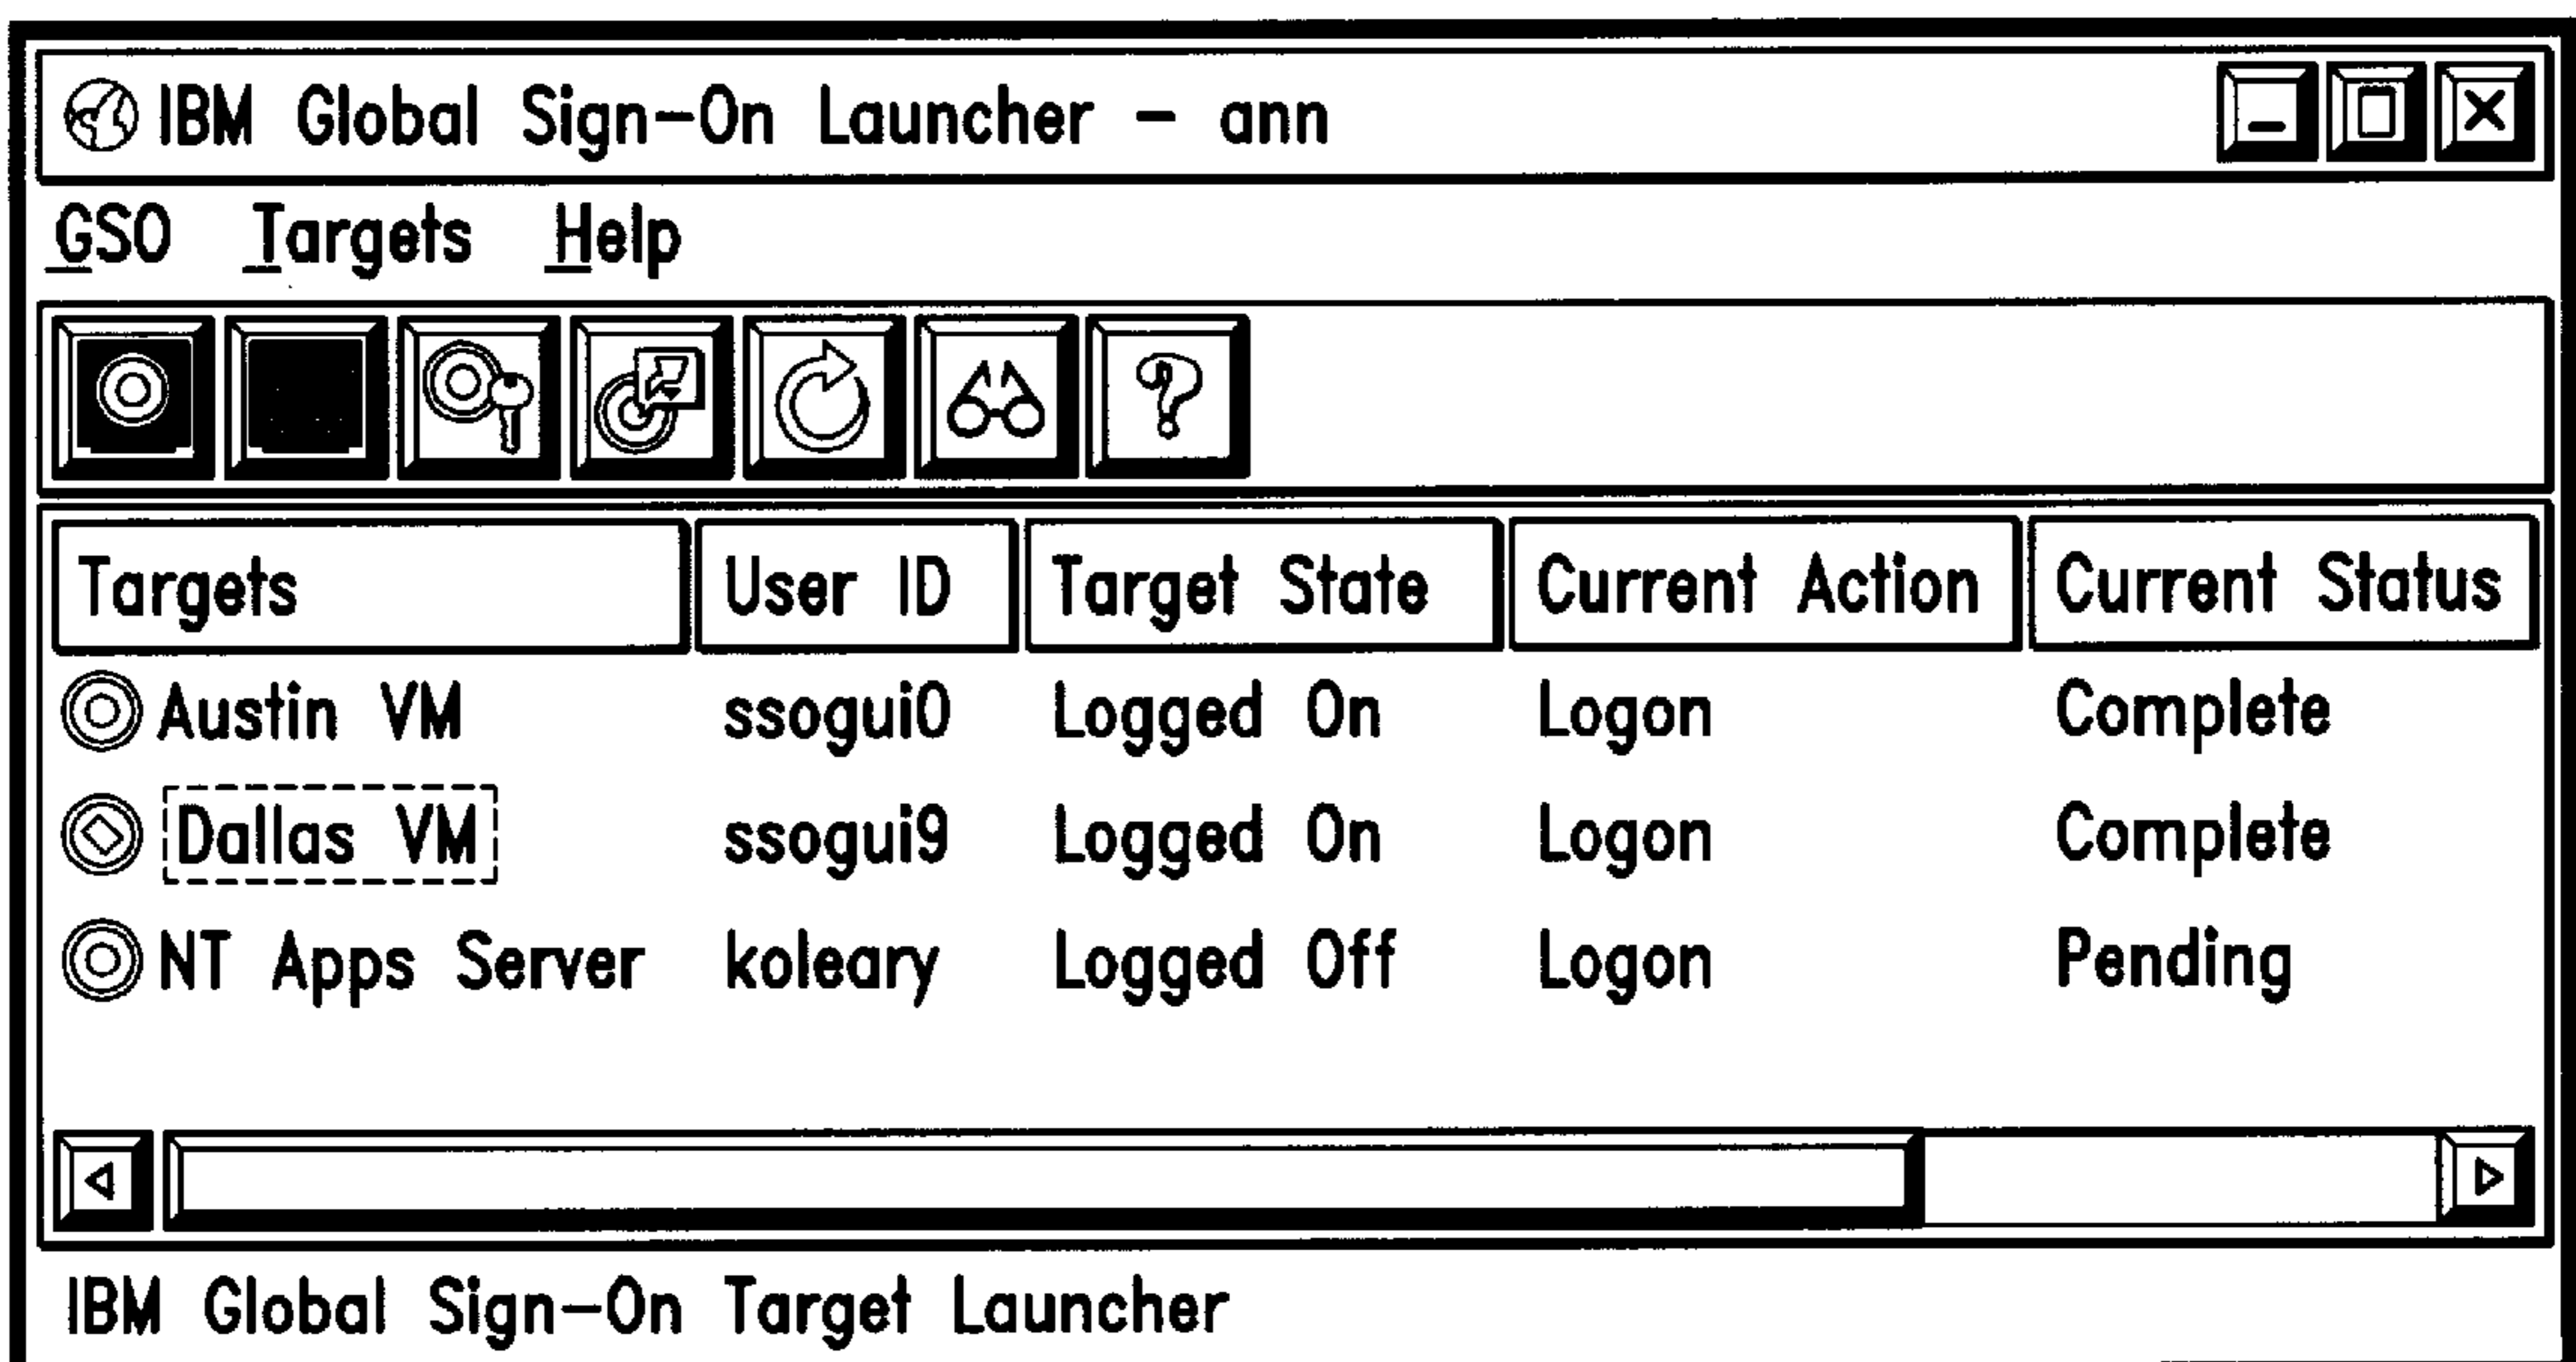 IBM Global Sign-On Launcher - ann
GSO Targets Help
Targets User ID Target State Current Action Current Status
Austin VM ssogui0 Logged On Logon Complete
Dallas VM ssogui9 Logged On Logon Complete
NT Apps Server koleary Logged Off Logon Pending
IBM Global Sign-On Target Launcher